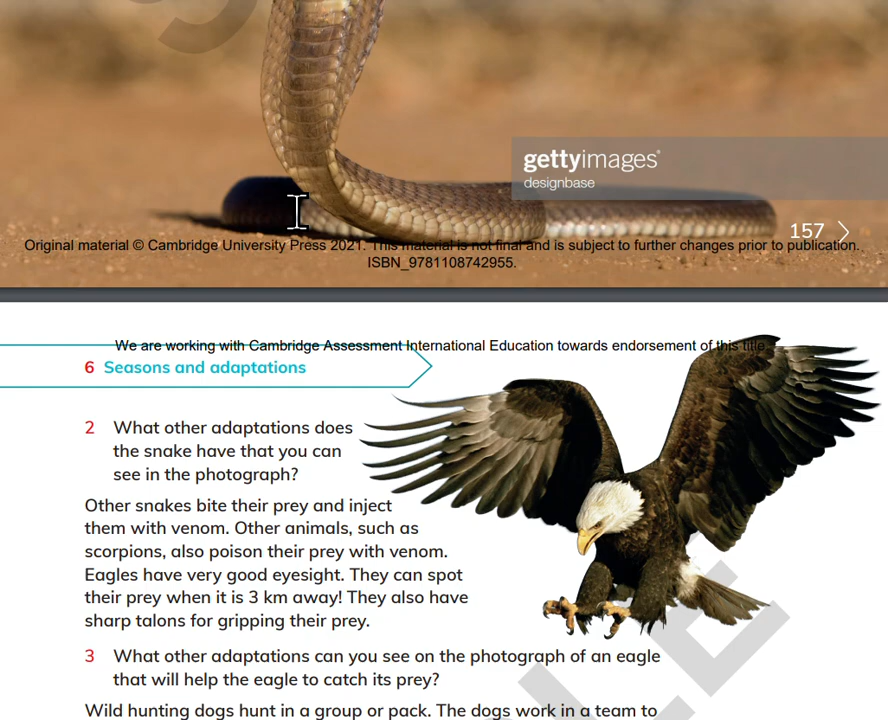 gettyimages®
designbase
157
Original material © Cambridge University Press 2021. This material is not final and is subject to further changes prior to publication.
ISBN_9781108742955.
We are working with Cambridge Assessment International Education towards endorsement of this title.
6 Seasons and adaptations
2 What other adaptations does
the snake have that you can
see in the photograph?
Other snakes bite their prey and inject
them with venom. Other animals, such as
scorpions, also poison their prey with venom.
Eagles have very good eyesight. They can spot
their prey when it is 3 km away! They also have
sharp talons for gripping their prey.
3 What other adaptations can you see on the photograph of an eagle
that will help the eagle to catch its prey?
Wild hunting dogs hunt in a group or pack. The dogs work in a team to